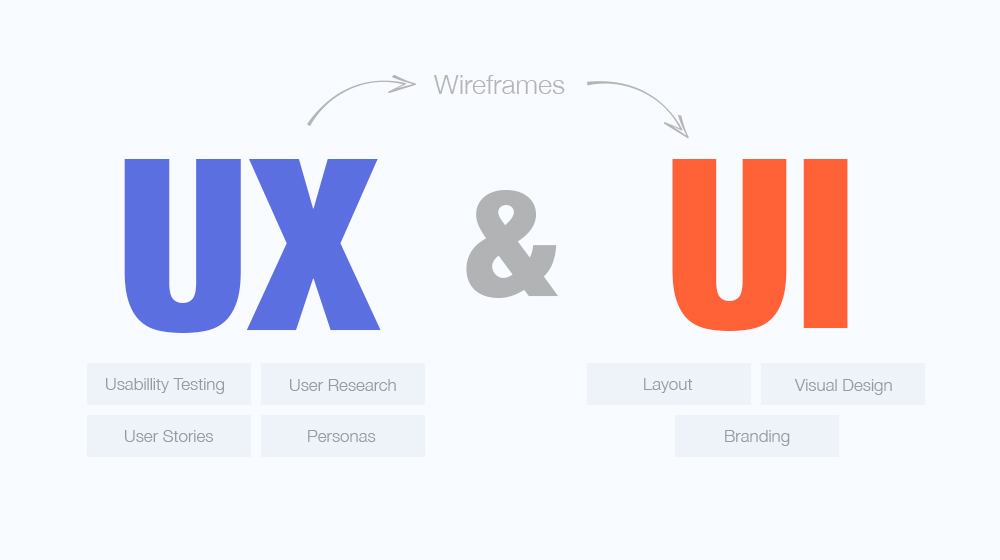 Wireframes
UX & UI
Usabillity Testing
User Research
Layout
Visual Design
User Stories
Personas
Branding